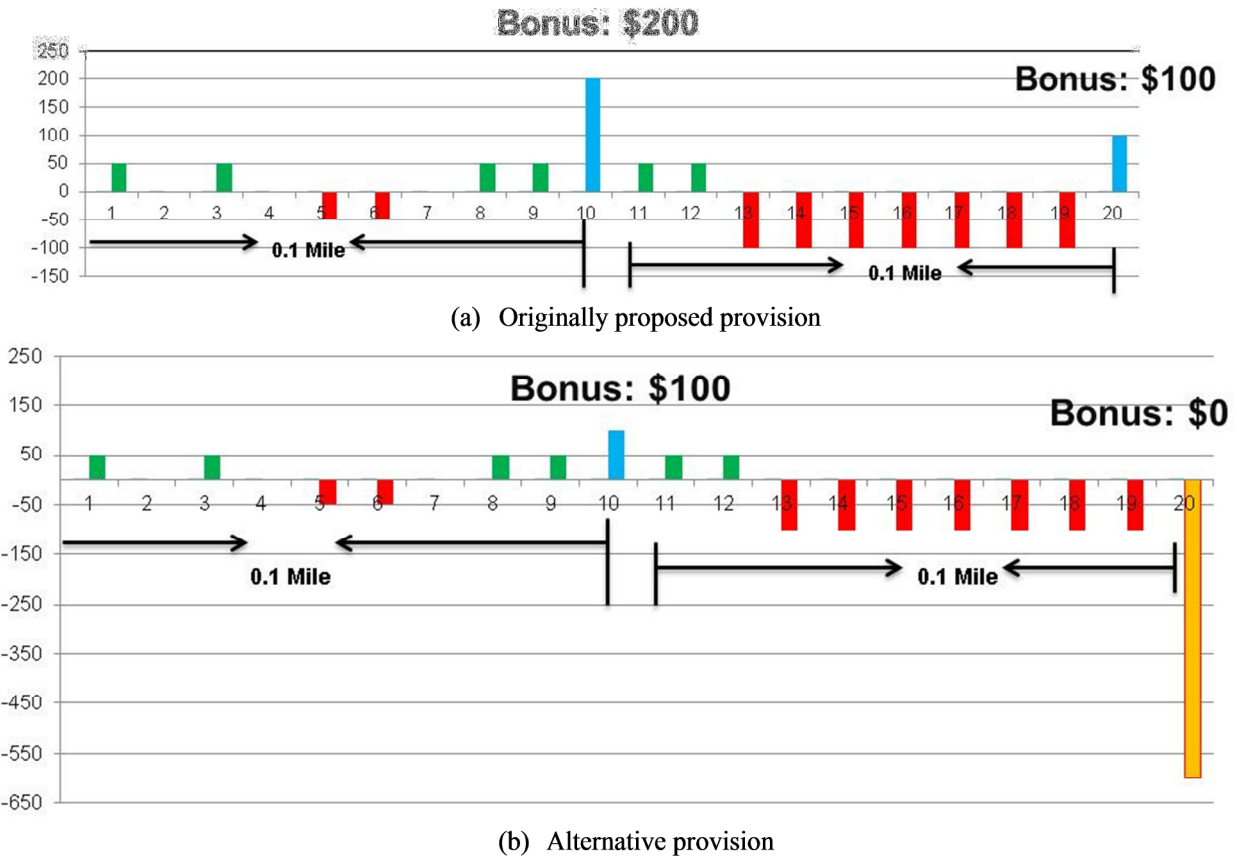 Bonus: $200
250
Bonus: $100
200
150
100
50
0
1 2 3 4 5 6 7 8 9 10 11 12 13 14 15 16 17 18 19 20
-50
-100
0.1 Mile
0.1 Mile
-150
(a) Originally proposed provision
250
Bonus: $100
150
Bonus: $0
50
1 2 3 4 5 6 7 8 9 10 11 12 13 14 15 16 17 18 19 20
-50
-150
0.1 Mile
0.1 Mile
-250
-350
-450
-550
-650
(b) Alternative provision